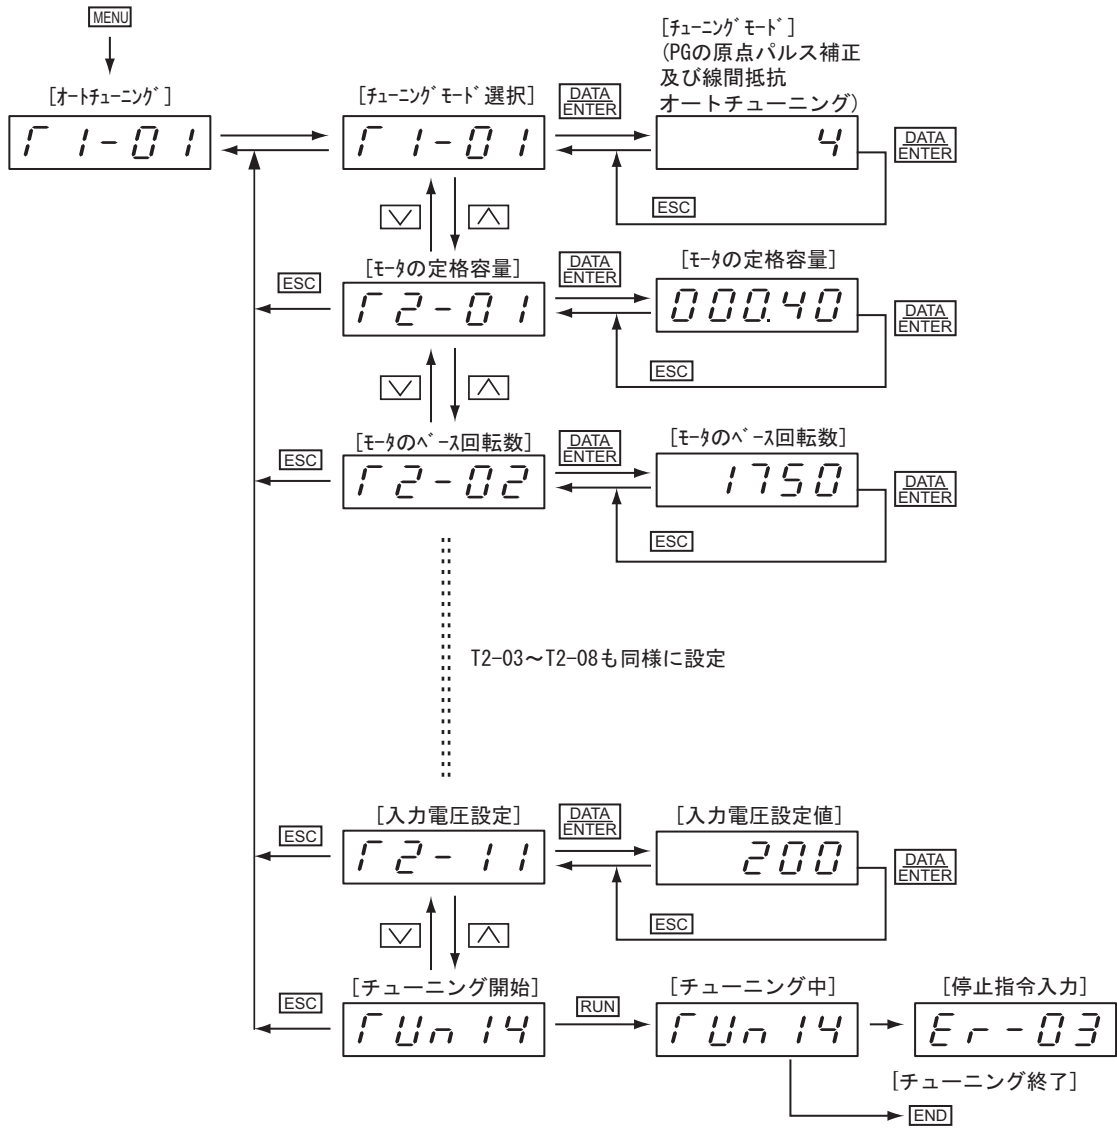 MENU
[オートチューニング]
T1-01
[チューニングモード選択]
T1-01
DATA
ENTER
[チューニングモード]
(PGの原点パルス補正
及び線間抵抗
オートチューニング)
4
DATA
ENTER
ESC
[モータの定格容量]
ESC
T2-01
DATA
ENTER
[モータの定格容量]
000.40
DATA
ENTER
ESC
[モータのベース回転数]
ESC
T2-02
DATA
ENTER
[モータのベース回転数]
1750
DATA
ENTER
ESC
T2-03～T2-08も同様に設定
[入力電圧設定]
ESC
T2-11
DATA
ENTER
[入力電圧設定値]
200
DATA
ENTER
ESC
[チューニング開始]
ESC
TUn14
RUN
[チューニング中]
TUn14
[停止指令入力]
Er-03
[チューニング終了]
END